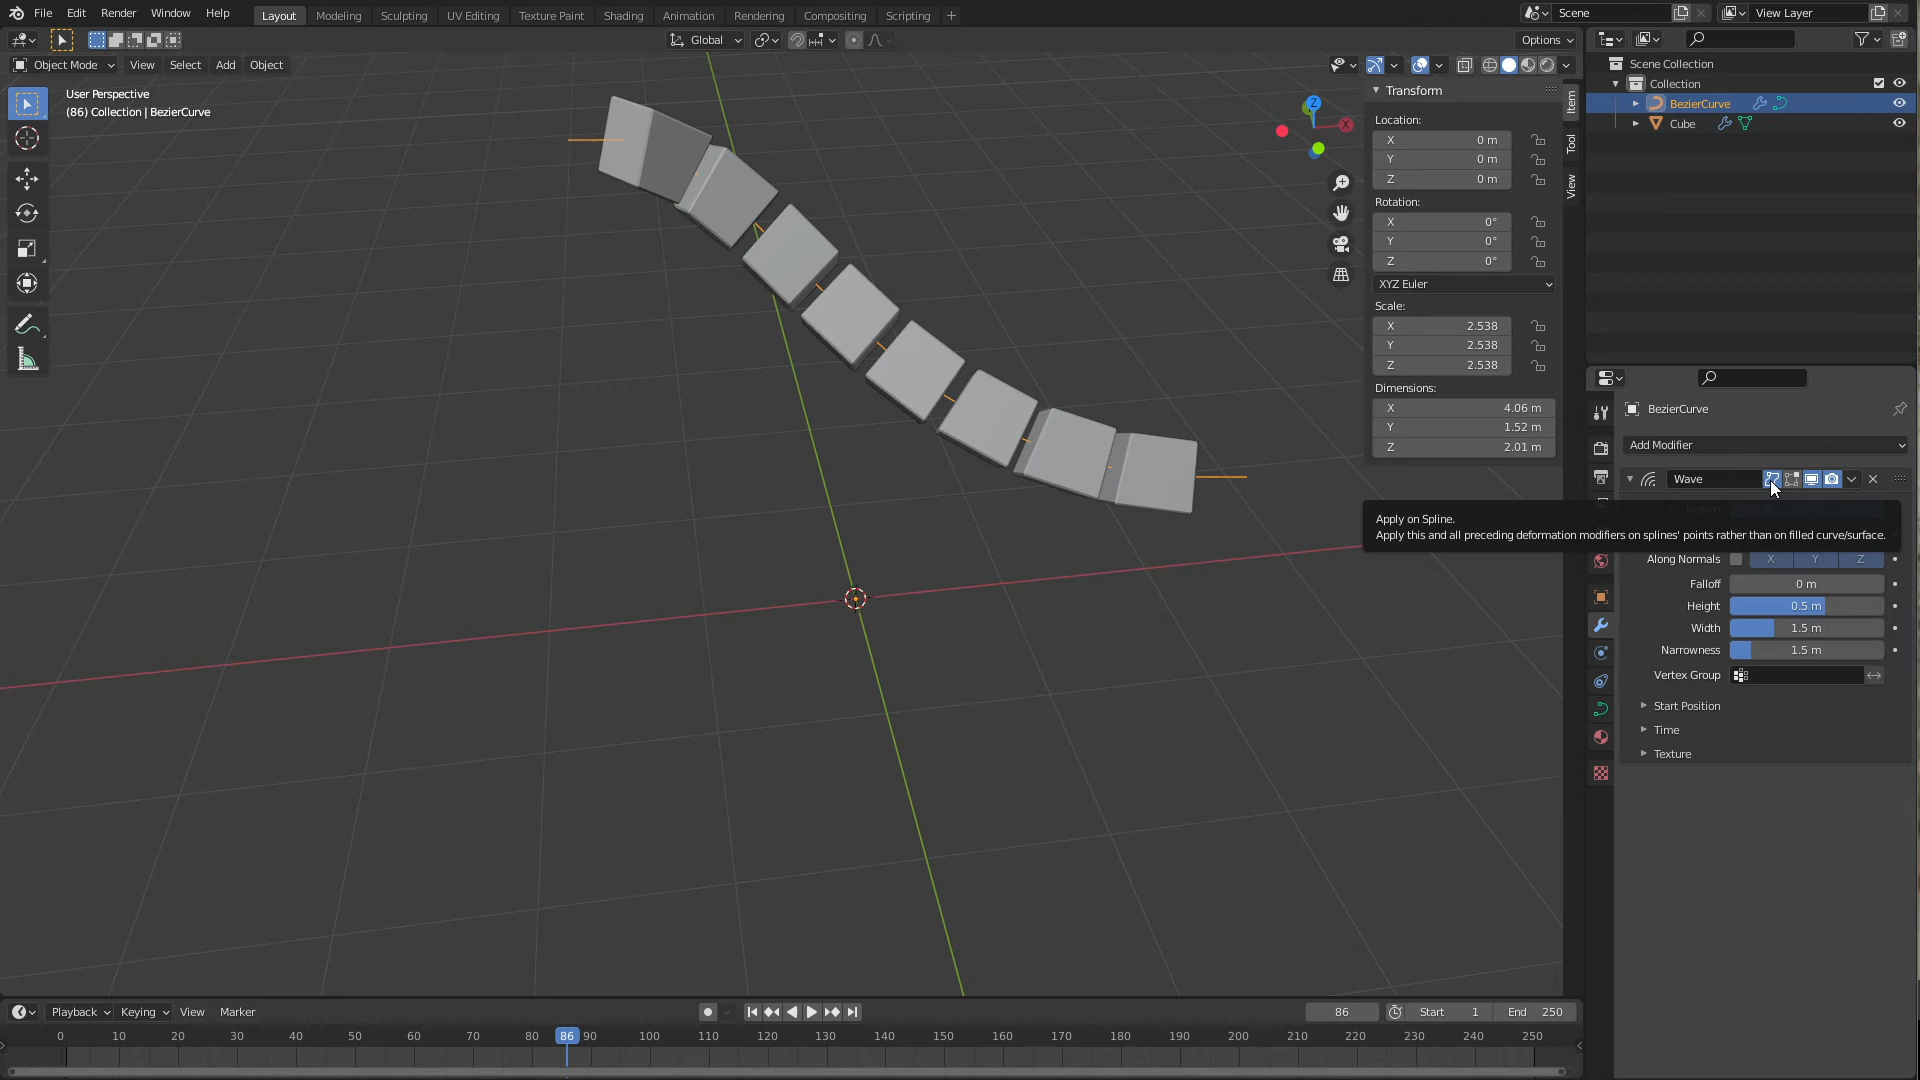 File Edit Render Window Help Layout Modeling Sculpting UV Editing Texture Paint Shading Animation Rendering Compositing Scripting + Scene View Layer
Global Options
Object Mode View Select Add Object
User Perspective
(86) Collection | BezierCurve
Z
X
Transform
Location:
X 0 m
Y 0 m
Z 0 m
Rotation:
X 0°
Y 0°
Z 0°
XYZ Euler
Scale:
X 2.538
Y 2.538
Z 2.538
Dimensions:
X 4.06 m
Y 1.52 m
Z 2.01 m
Item
Tool
View
Scene Collection
Collection
BezierCurve
Cube
BezierCurve
Add Modifier
Wave
Apply on Spline.
Apply this and all preceding deformation modifiers on splines' points rather than on filled curve/surface.
Along Normals X Y Z
Falloff 0 m
Height 0.5 m
Width 1.5 m
Narrowness 1.5 m
Vertex Group
Start Position
Time
Texture
Playback Keying View Marker 86 Start 1 End 250
0 10 20 30 40 50 60 70 86 90 100 110 120 130 140 150 160 170 180 190 200 210 220 230 240 250